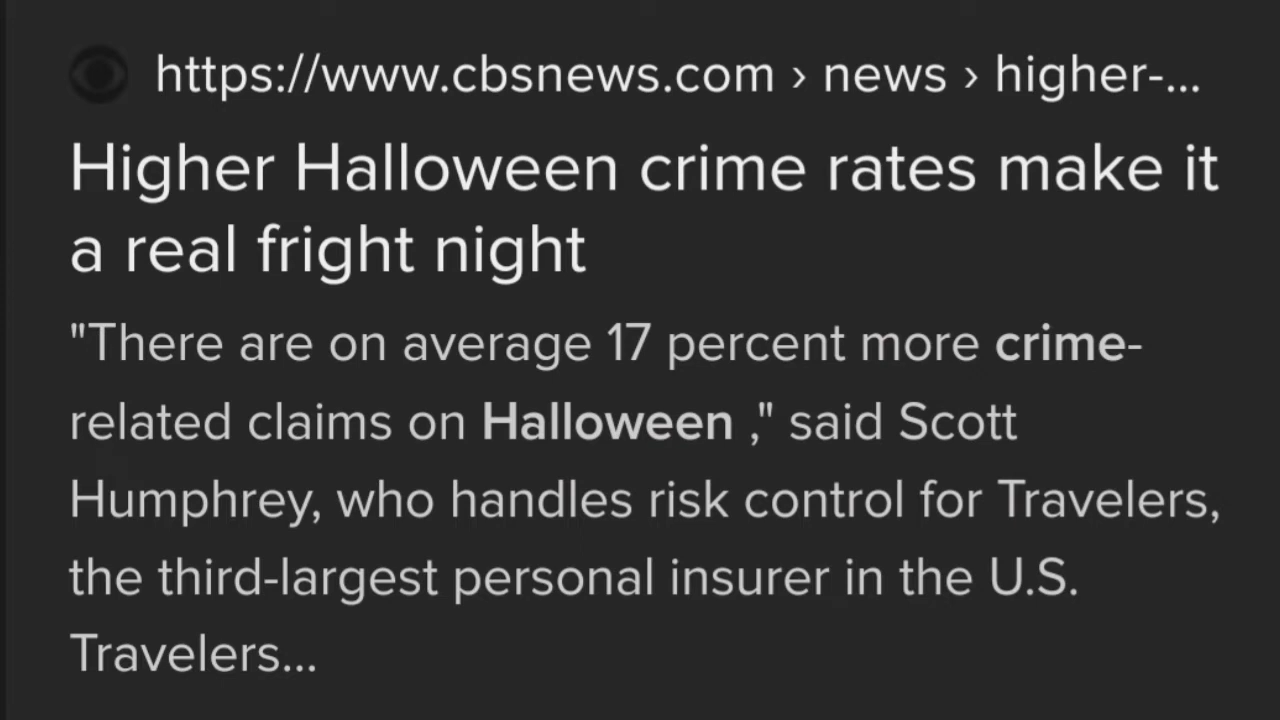 https://www.cbsnews.com › news › higher-...
Higher Halloween crime rates make it
a real fright night
"There are on average 17 percent more crime-
related claims on Halloween ," said Scott
Humphrey, who handles risk control for Travelers,
the third-largest personal insurer in the U.S.
Travelers...